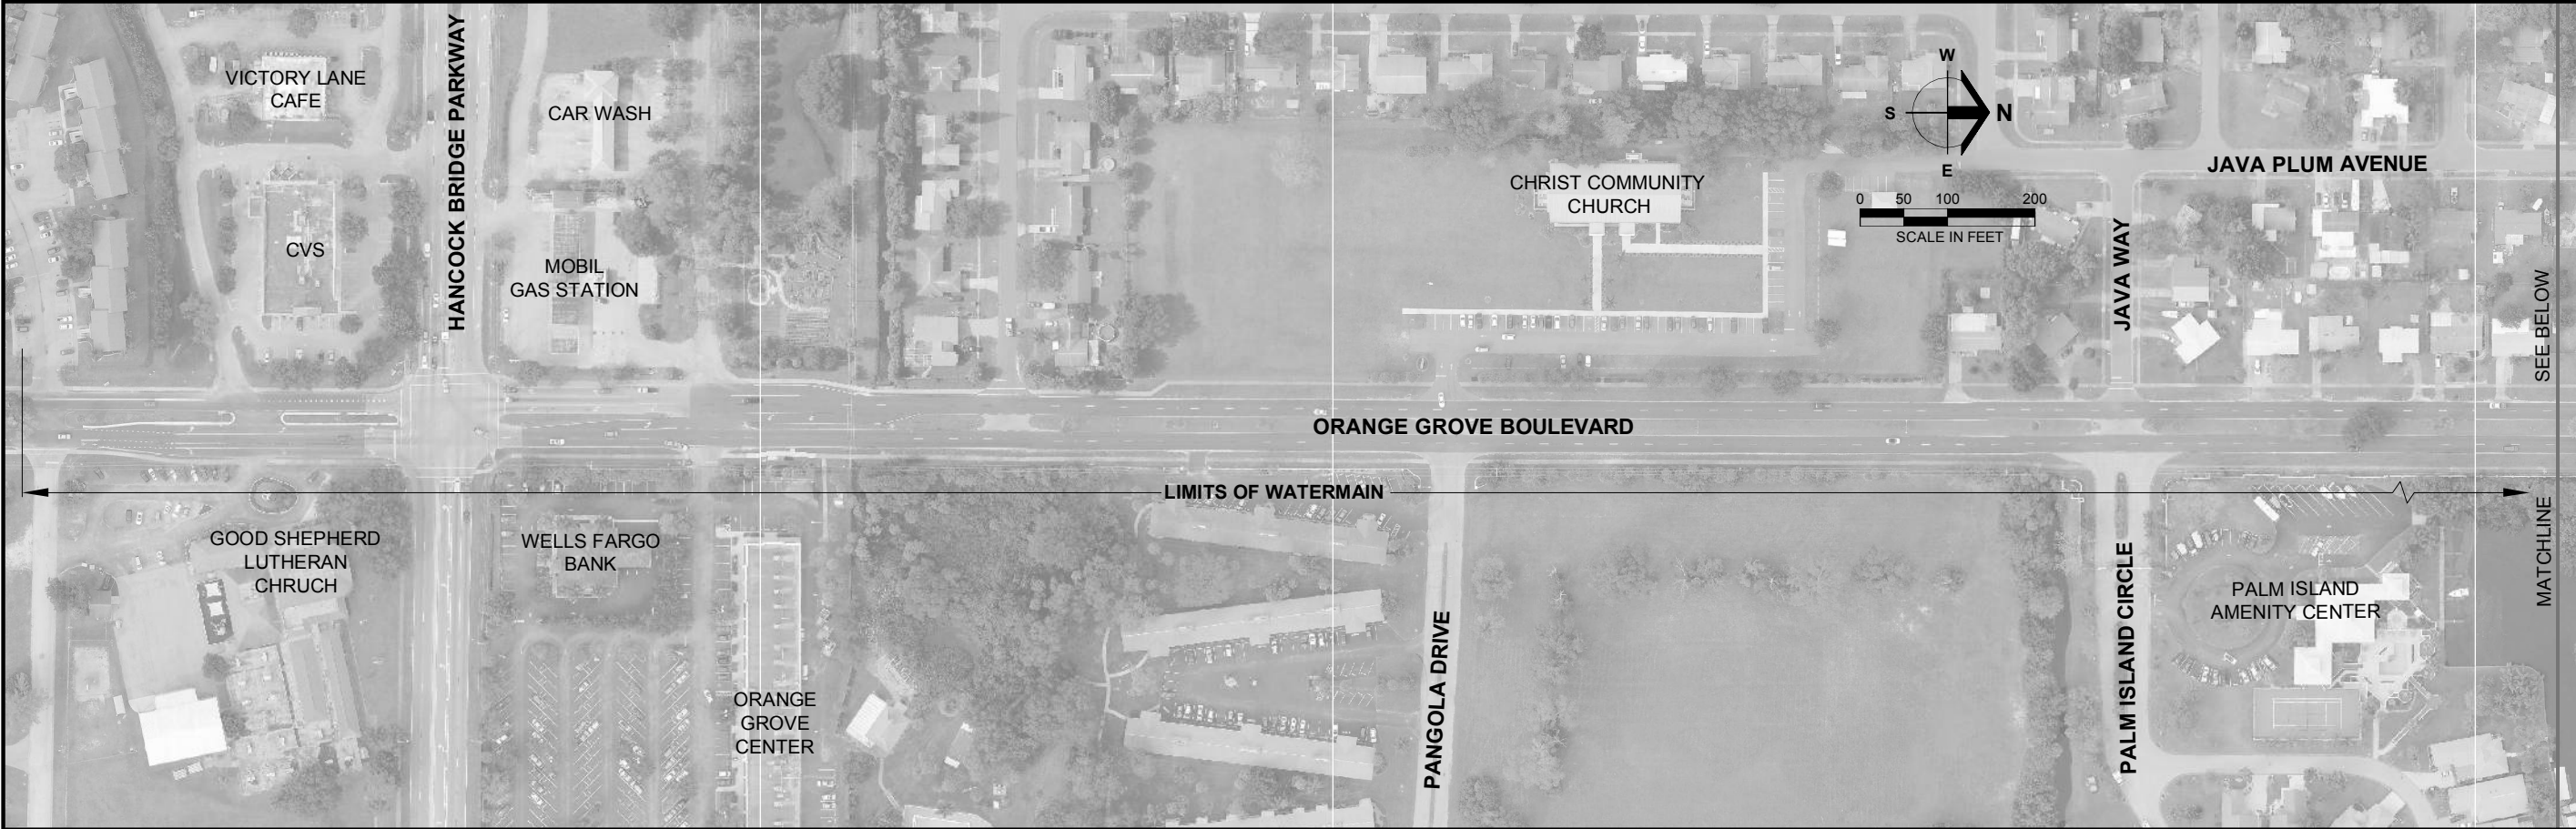 VICTORY LANE
CAFE
HANCOCK BRIDGE PARKWAY
CAR WASH
CVS
MOBIL
GAS STATION
CHRIST COMMUNITY
CHURCH
W
S
N
E
0 50 100 200
SCALE IN FEET
JAVA PLUM AVENUE
JAVA WAY
SEE BELOW
ORANGE GROVE BOULEVARD
LIMITS OF WATERMAIN
GOOD SHEPHERD
LUTHERAN
CHRUCH
WELLS FARGO
BANK
ORANGE
GROVE
CENTER
PANGOLA DRIVE
PALM ISLAND CIRCLE
PALM ISLAND
AMENITY CENTER
MATCHLINE